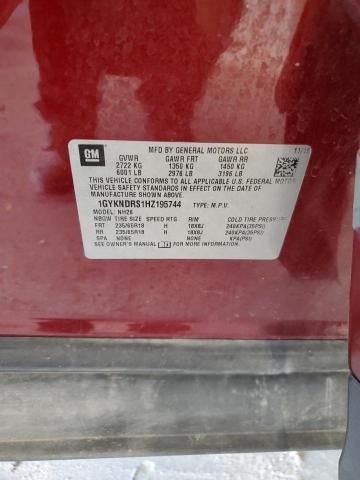 MFD BY GENERAL MOTORS LLC
11/16
GM
GVWR GAWR FRT GAWR RR
2722 KG 1350 KG 1450 KG
6001 LB 2976 LB 3196 LB
THIS VEHICLE CONFORMS TO ALL APPLICABLE U.S. FEDERAL MOTOR
VEHICLE SAFETY STANDARDS IN EFFECT ON THE DATE OF
MANUFACTURE SHOWN ABOVE.
1GYKNDRS1HZ195744 TYPE: M.P.V.
MODEL: NH26
TIRE SIZE SPEED RTG RIM COLD TIRE
FRT 235/65R18 H 18X8J 240KPA(35PSI)
RR 235/65R18 H 18X8J 240KPA(35PSI)
SPA NONE NONE KPA(PSI)
SEE OWNER'S MANUAL FOR MORE INFORMATION.